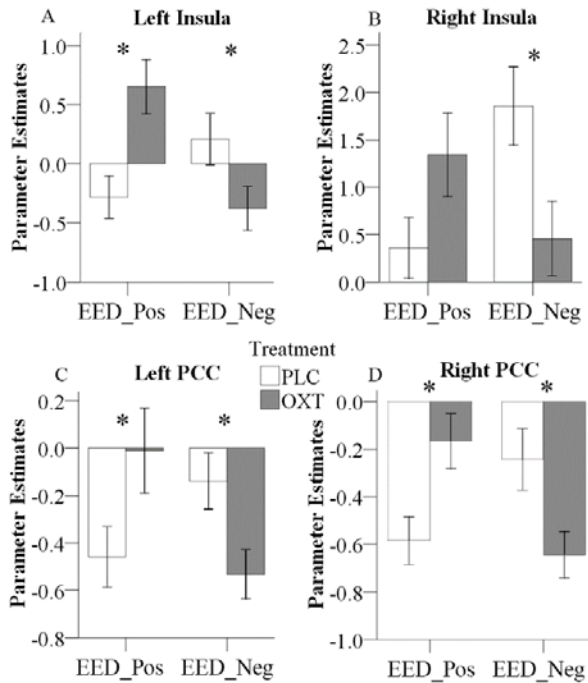 A Left Insula
* *
1.0
0.5
0.0
-0.5
-1.0
Parameter Estimates
EED_Pos EED_Neg
B Right Insula
*
2.5
2.0
1.5
1.0
0.5
0.0
Parameter Estimates
EED_Pos EED_Neg
Treatment
PLC
OXT
C Left PCC
* *
0.2
-0.0
-0.2
-0.4
-0.6
-0.8
Parameter Estimates
EED_Pos EED_Neg
D Right PCC
* *
-0.0
-0.2
-0.4
-0.6
-0.8
-1.0
Parameter Estimates
EED_Pos EED_Neg